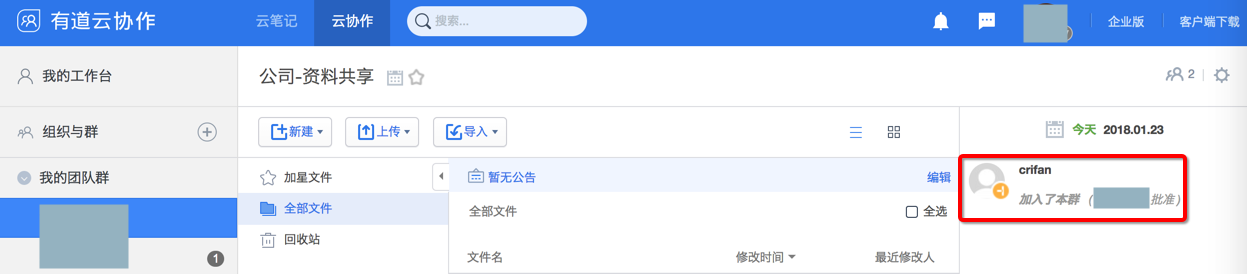 有道云协作 云笔记 云协作 搜索... 企业版 客户端下载
我的工作台
公司-资料共享 2
组织与群
新建 上传 导入
今天 2018.01.23
我的团队群
加星文件
暂无公告 编辑
crifan
加入了本群 ( 批准)
全部文件
全部文件 全选
回收站
文件名 修改时间 最近修改人
1